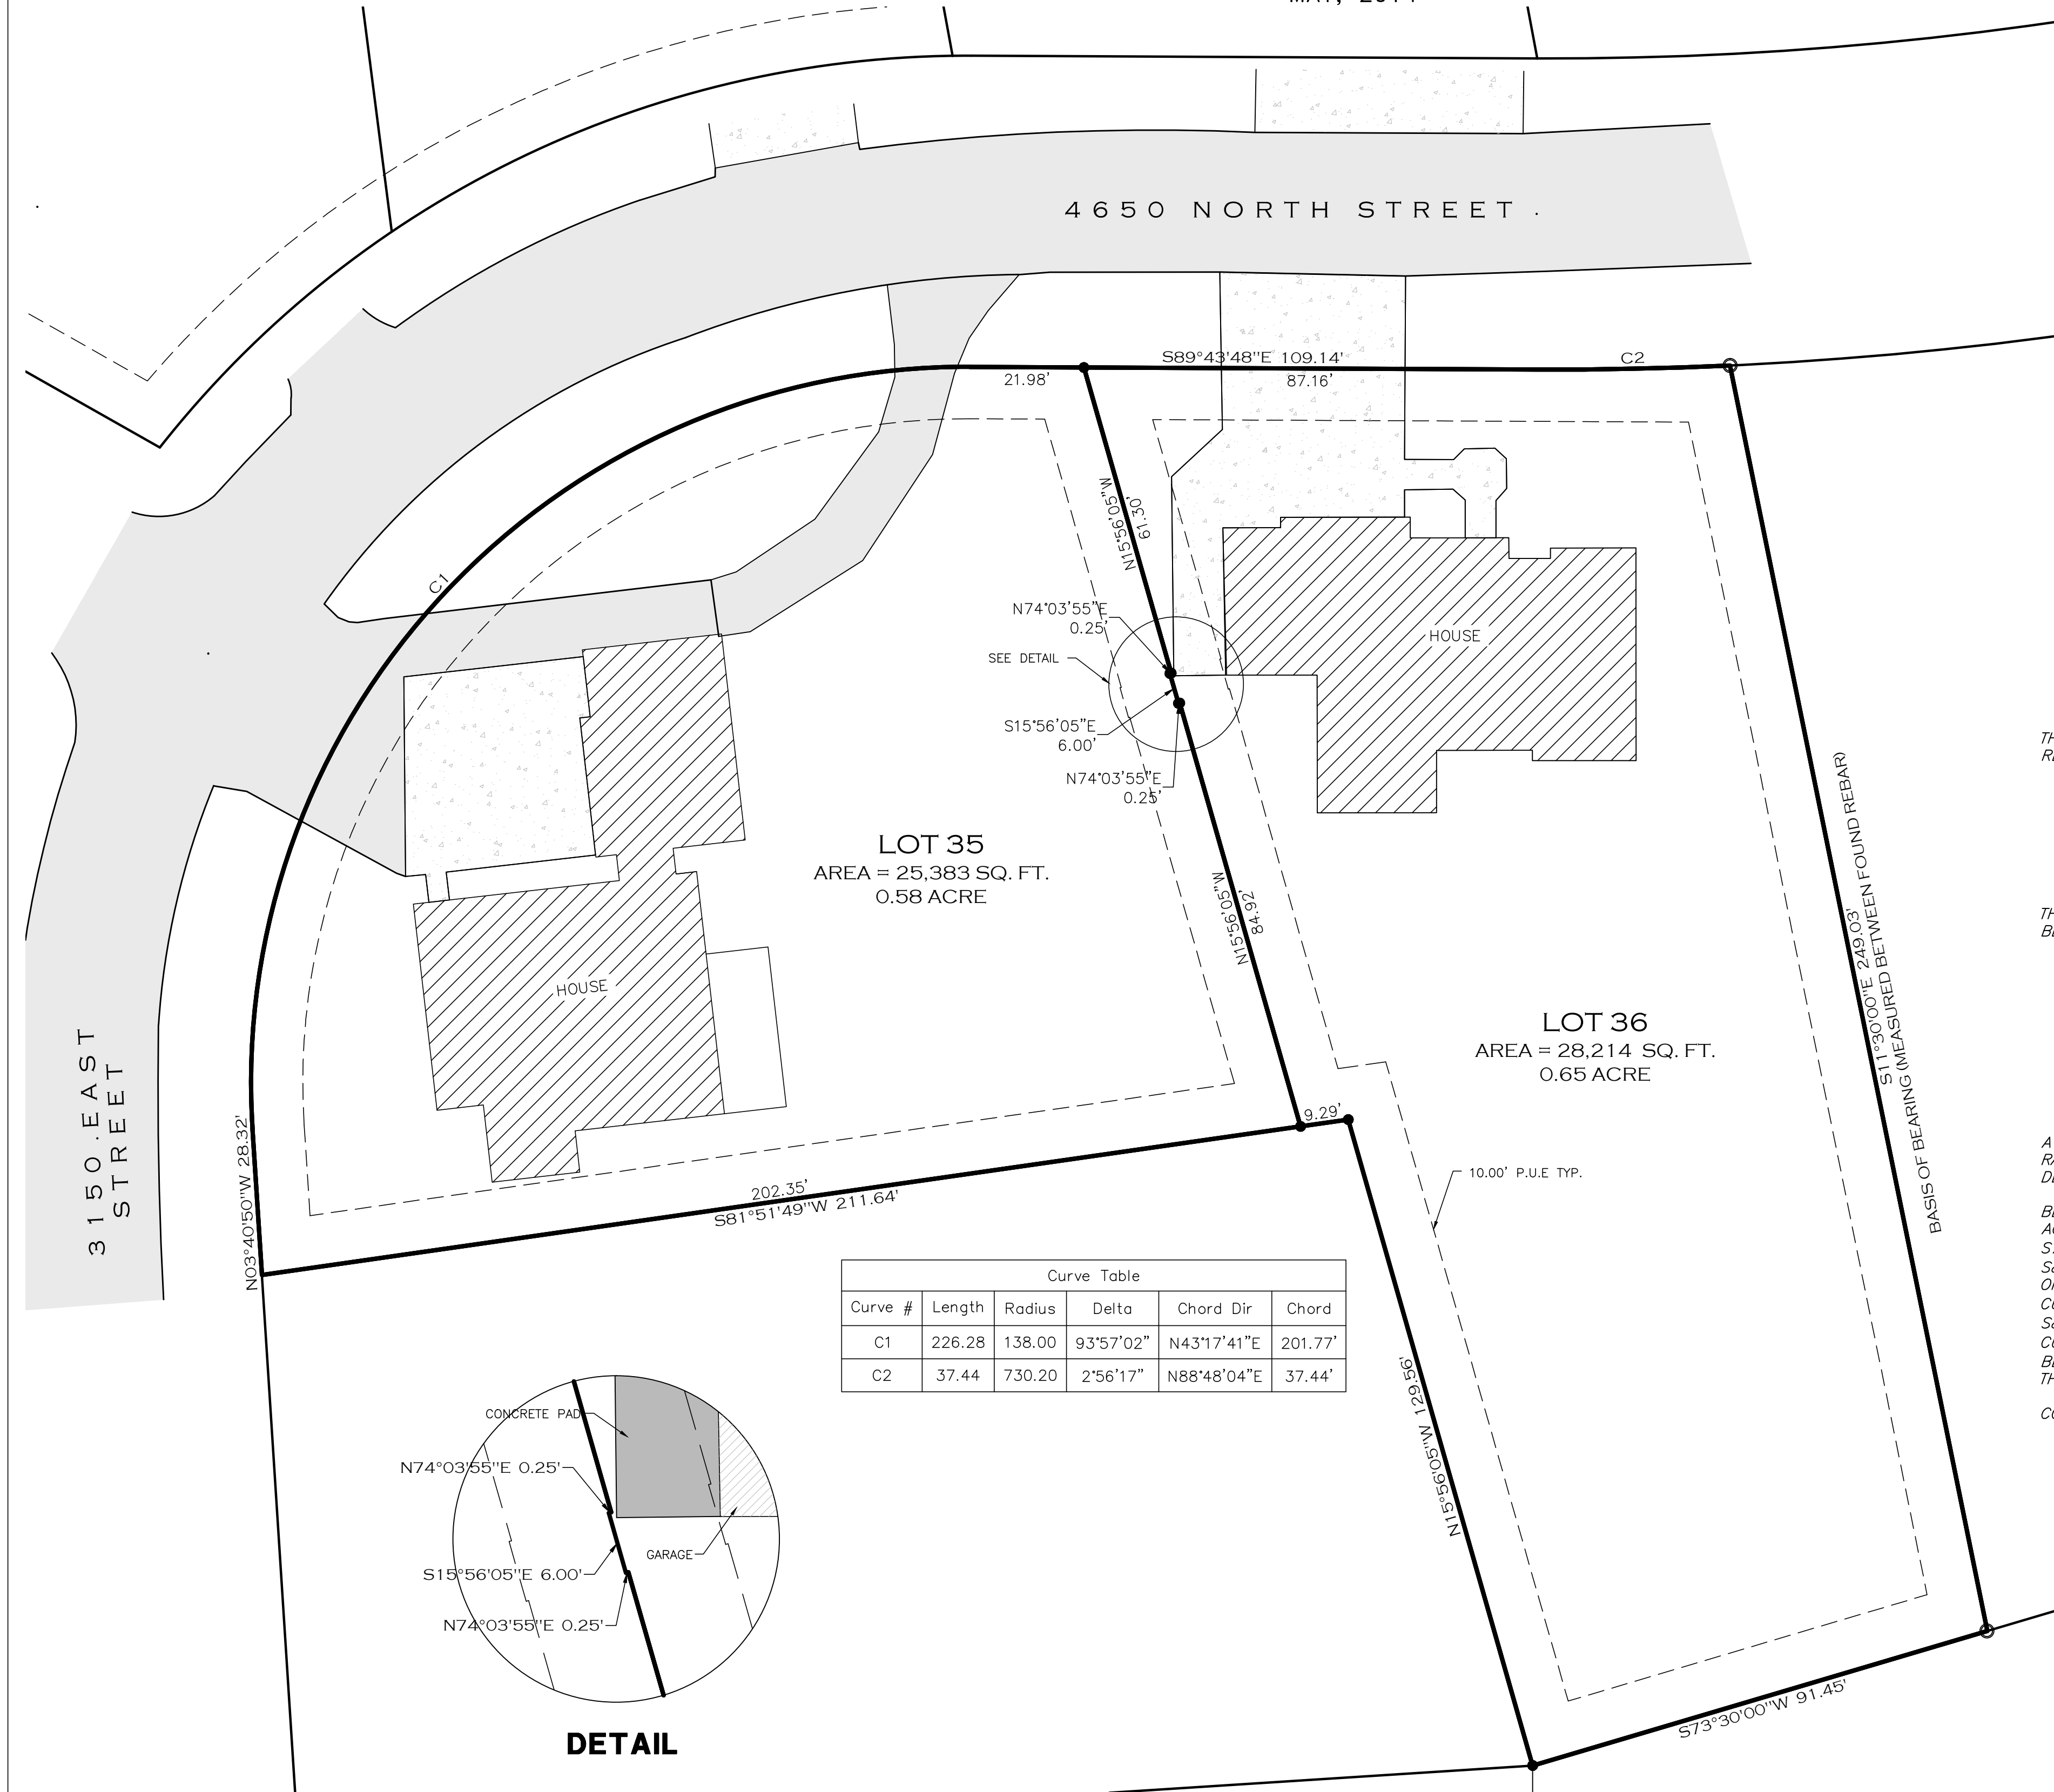 4650 NORTH STREET
S89°43'48"E 109.14'
C2
21.98'
87.16'
C1
N15°56'05"W
61.30'
N74°03'55"E
0.25'
SEE DETAIL
HOUSE
S15°56'05"E
6.00'
N74°03'55"E
0.25'
LOT 35
AREA = 25,383 SQ. FT.
0.58 ACRE
N15°56'05"W
84.92'
S11°30'00"E 249.03'
BASIS OF BEARING (MEASURED BETWEEN FOUND REBAR)
HOUSE
LOT 36
AREA = 28,214 SQ. FT.
0.65 ACRE
3150 EAST
STREET
N03°40'50"W 28.32'
9.29'
202.35'
S81°51'49"W 211.64'
10.00' P.U.E TYP.
Curve Table
Curve # Length Radius Delta Chord Dir Chord
C1 226.28 138.00 93°57'02" N43°17'41"E 201.77'
C2 37.44 730.20 2°56'17" N88°48'04"E 37.44'
N15°56'05"W 129.56'
CONCRETE PAD
N74°03'55"E 0.25'
GARAGE
S15°56'05"E 6.00'
N74°03'55"E 0.25'
S73°30'00"W 91.45'
DETAIL